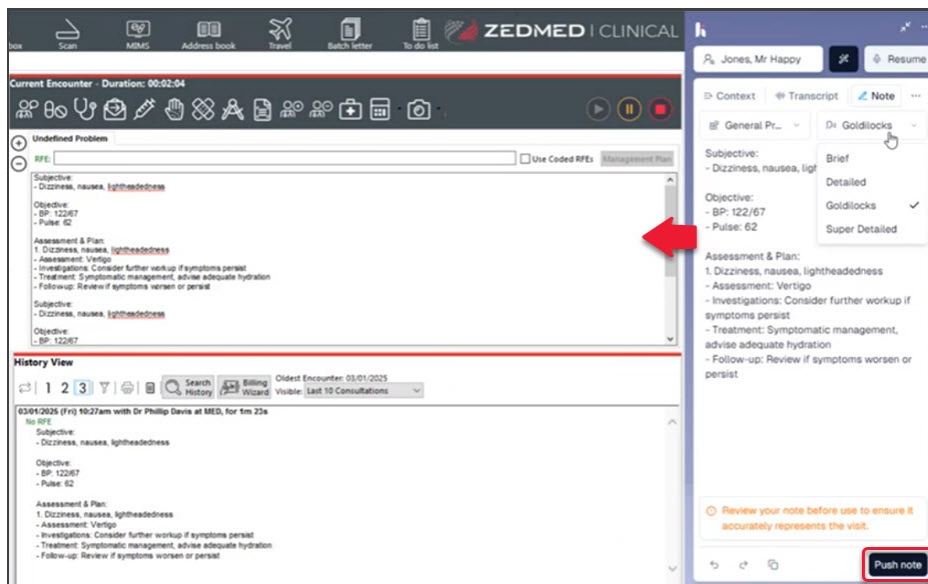 box
Scan
MIMS
Address book
Travel
Batch letter
To do list
ZEDMED | CLINICAL
Current Encounter - Duration: 00:02:04
Undefined Problem
RFE:
Use Coded RFEs
Management Plan
Subjective:
- Dizziness, nausea, lightheadedness
Objective:
- BP: 122/67
- Pulse: 62
Assessment & Plan:
1. Dizziness, nausea, lightheadedness
- Assessment: Vertigo
- Investigations: Consider further workup if symptoms persist
- Treatment: Symptomatic management, advise adequate hydration
- Follow-up: Review if symptoms worsen or persist
Subjective:
- Dizziness, nausea, lightheadedness
Objective:
- BP: 122/67
History View
1 2 3
Search History
Billing Wizard
Oldest Encounter: 03/01/2025
Visible: Last 10 Consultations
03/01/2025 (Fri) 10:27am with Dr Phillip Davis at MED, for 1m 23s
No RFE
Subjective:
- Dizziness, nausea, lightheadedness
Objective:
- BP: 122/67
- Pulse: 62
Assessment & Plan:
1. Dizziness, nausea, lightheadedness
- Assessment: Vertigo
- Investigations: Consider further workup if symptoms persist
- Treatment: Symptomatic management, advise adequate hydration
- Follow-up: Review if symptoms worsen or persist
Jones, Mr Happy
Resume
Context
Transcript
Note
General Pr...
Goldilocks
Brief
Detailed
Goldilocks
Super Detailed
Subjective:
- Dizziness, nausea, ligh
Objective:
- BP: 122/67
- Pulse: 62
Assessment & Plan:
1. Dizziness, nausea, lightheadedness
- Assessment: Vertigo
- Investigations: Consider further workup if
symptoms persist
- Treatment: Symptomatic management,
advise adequate hydration
- Follow-up: Review if symptoms worsen or
persist
Review your note before use to ensure it
accurately represents the visit.
Push note